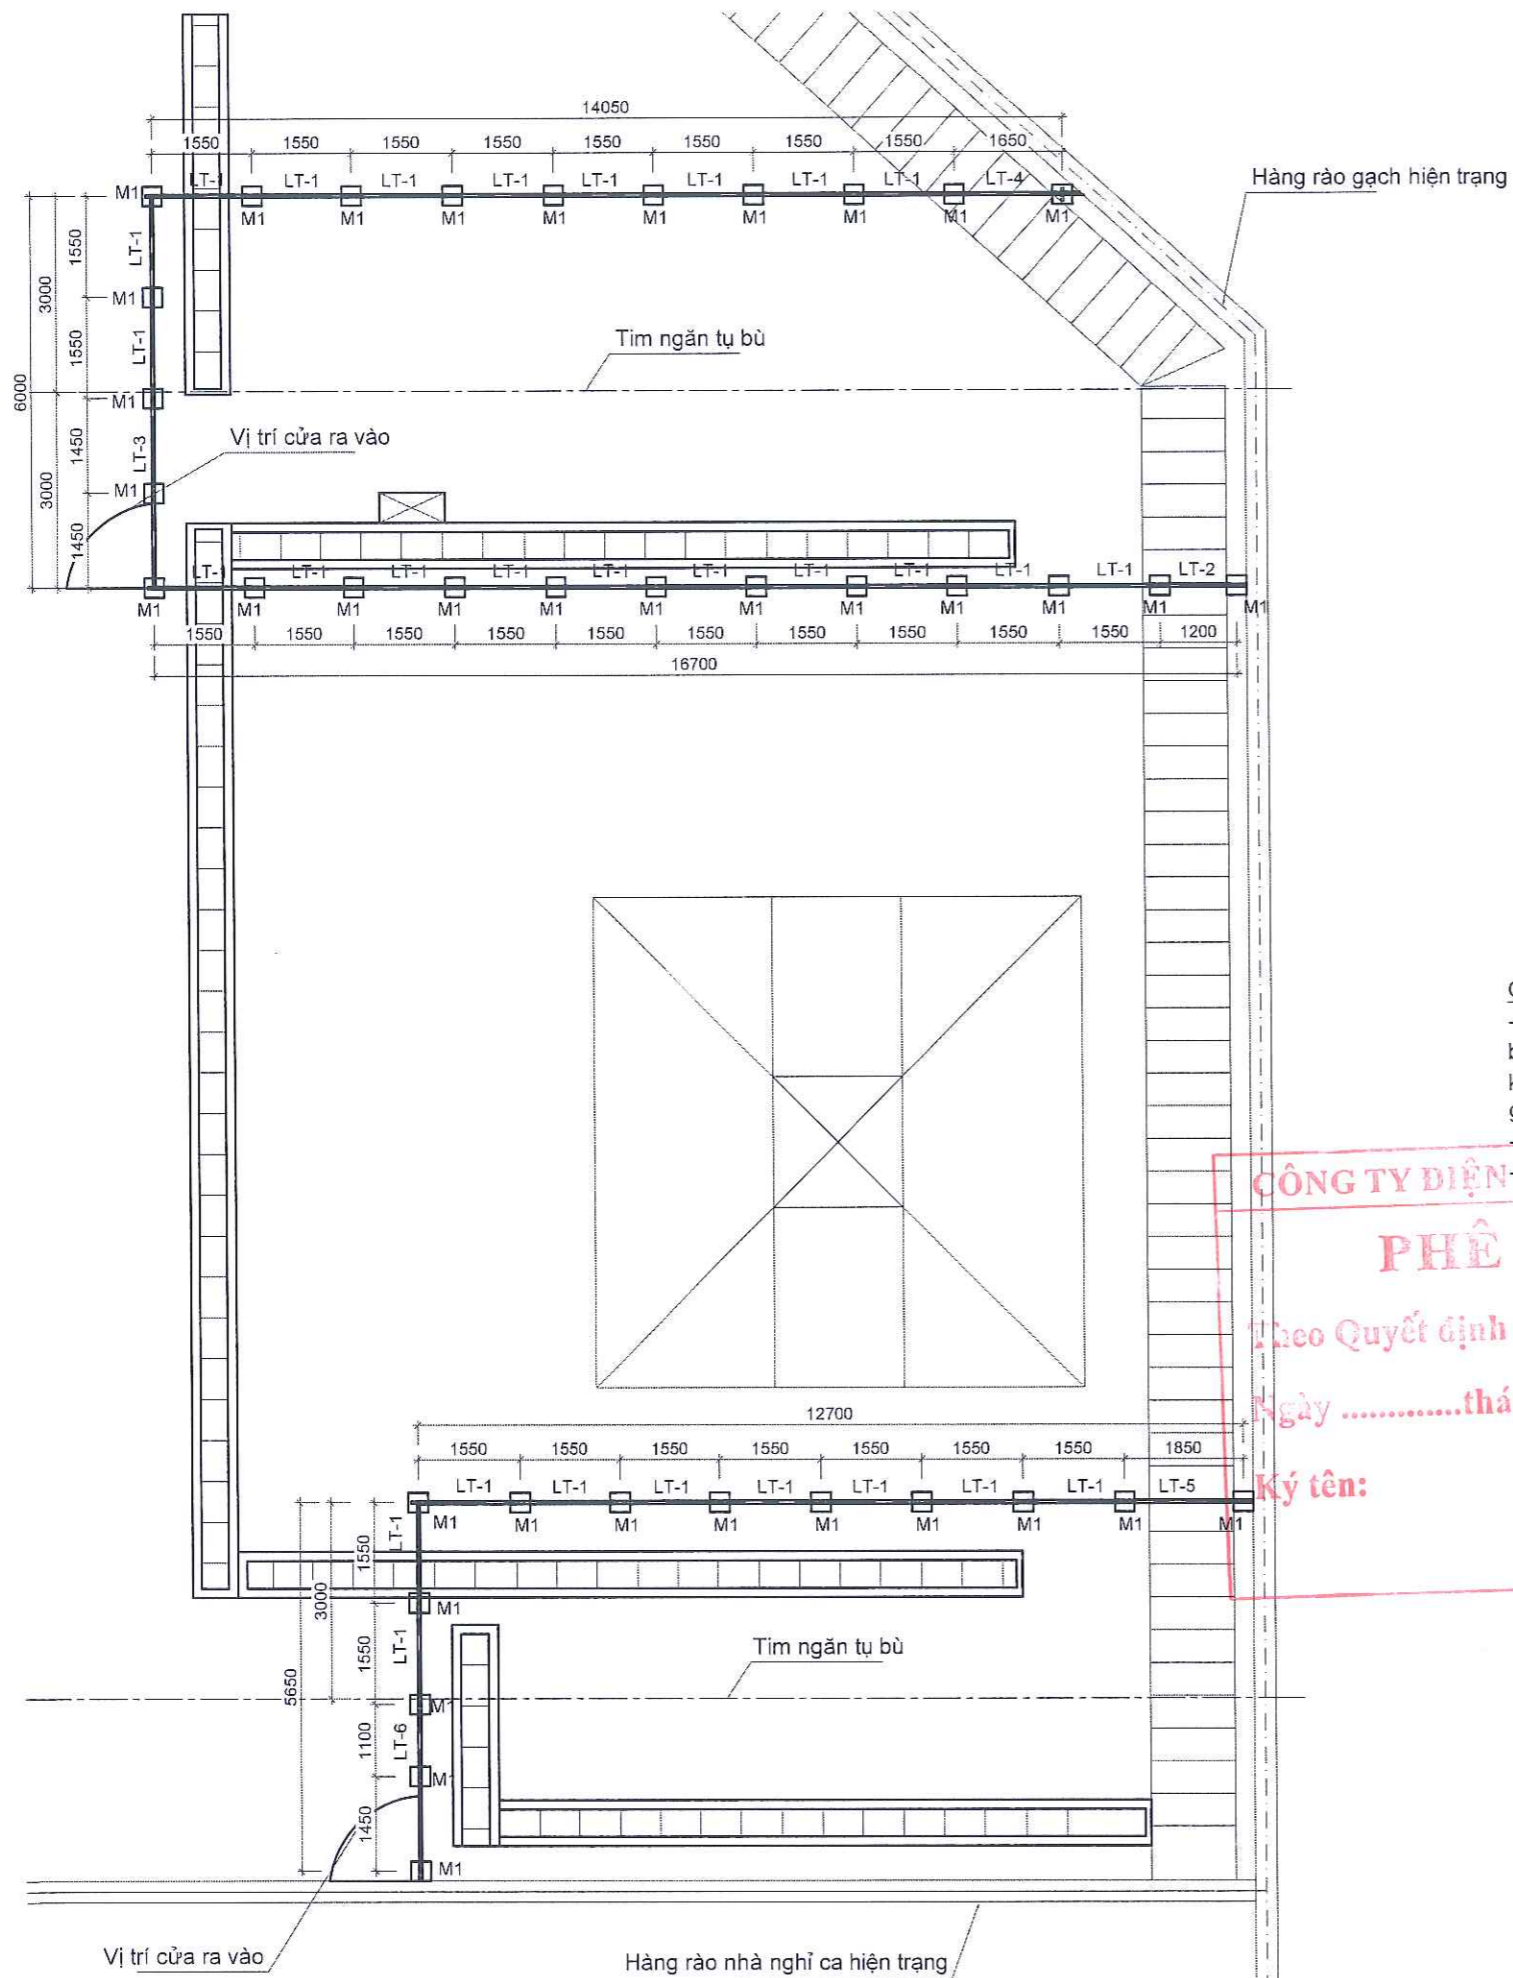 14050
1550 1550 1550 1550 1550 1550 1550 1550 1650
LT-1 LT-1 LT-1 LT-1 LT-1 LT-1 LT-1 LT-1 LT-4
M1 M1 M1 M1 M1 M1 M1 M1 M1 M1
Hàng rào gạch hiện trạng
6000
3000
3000
1550
1550
1450
1450
LT-1
M1
LT-1
M1
LT-3
M1
Tim ngăn tụ bù
Vị trí cửa ra vào
LT-1 LT-1 LT-1 LT-1 LT-1 LT-1 LT-1 LT-1 LT-1 LT-1 LT-2
M1 M1 M1 M1 M1 M1 M1 M1 M1 M1 M1 M1
1550 1550 1550 1550 1550 1550 1550 1550 1550 1550 1200
16700
CÔNG TY ĐIỆN
PHÊ
Theo Quyết định
Ngày .............thá
Ký tên:
12700
1550 1550 1550 1550 1550 1550 1550 1850
LT-1 LT-1 LT-1 LT-1 LT-1 LT-1 LT-1 LT-5
M1 M1 M1 M1 M1 M1 M1 M1 M1
5650
3000
1550
1550
1100
1450
LT-1
M1
LT-1
M1
LT-6
M1
M1
Tim ngăn tụ bù
Vị trí cửa ra vào
Hàng rào nhà nghỉ ca hiện trạng